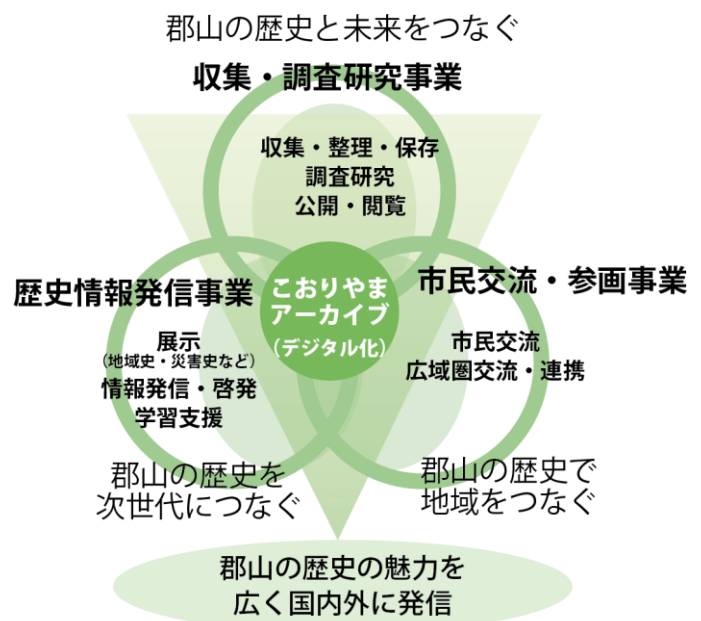 郡山の歴史と未来をつなぐ
収集・調査研究事業
収集・整理・保存
調査研究
公開・閲覧
こおりやま
アーカイブ
(デジタル化)
歴史情報発信事業
展示
(地域史・災害史など)
情報発信・啓発
学習支援
市民交流・参画事業
市民交流
広域圏交流・連携
郡山の歴史を
次世代につなぐ
郡山の歴史で
地域をつなぐ
郡山の歴史の魅力を
広く国内外に発信